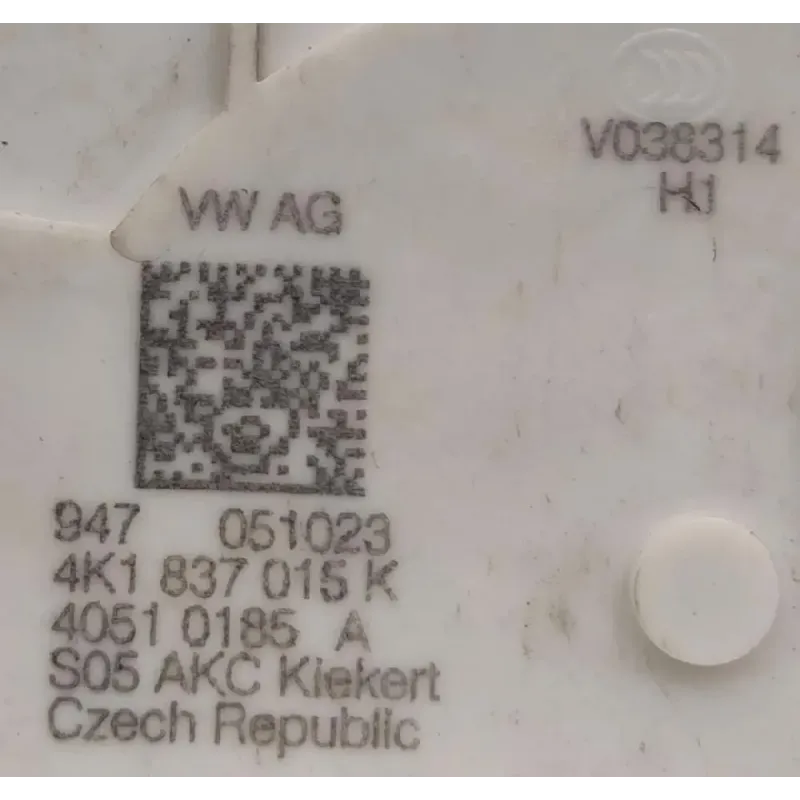 V038314
H1
VW AG
947 051023
4K1 837 015 K
4051 0185 A
S05 AKC Kiekert
Czech Republic